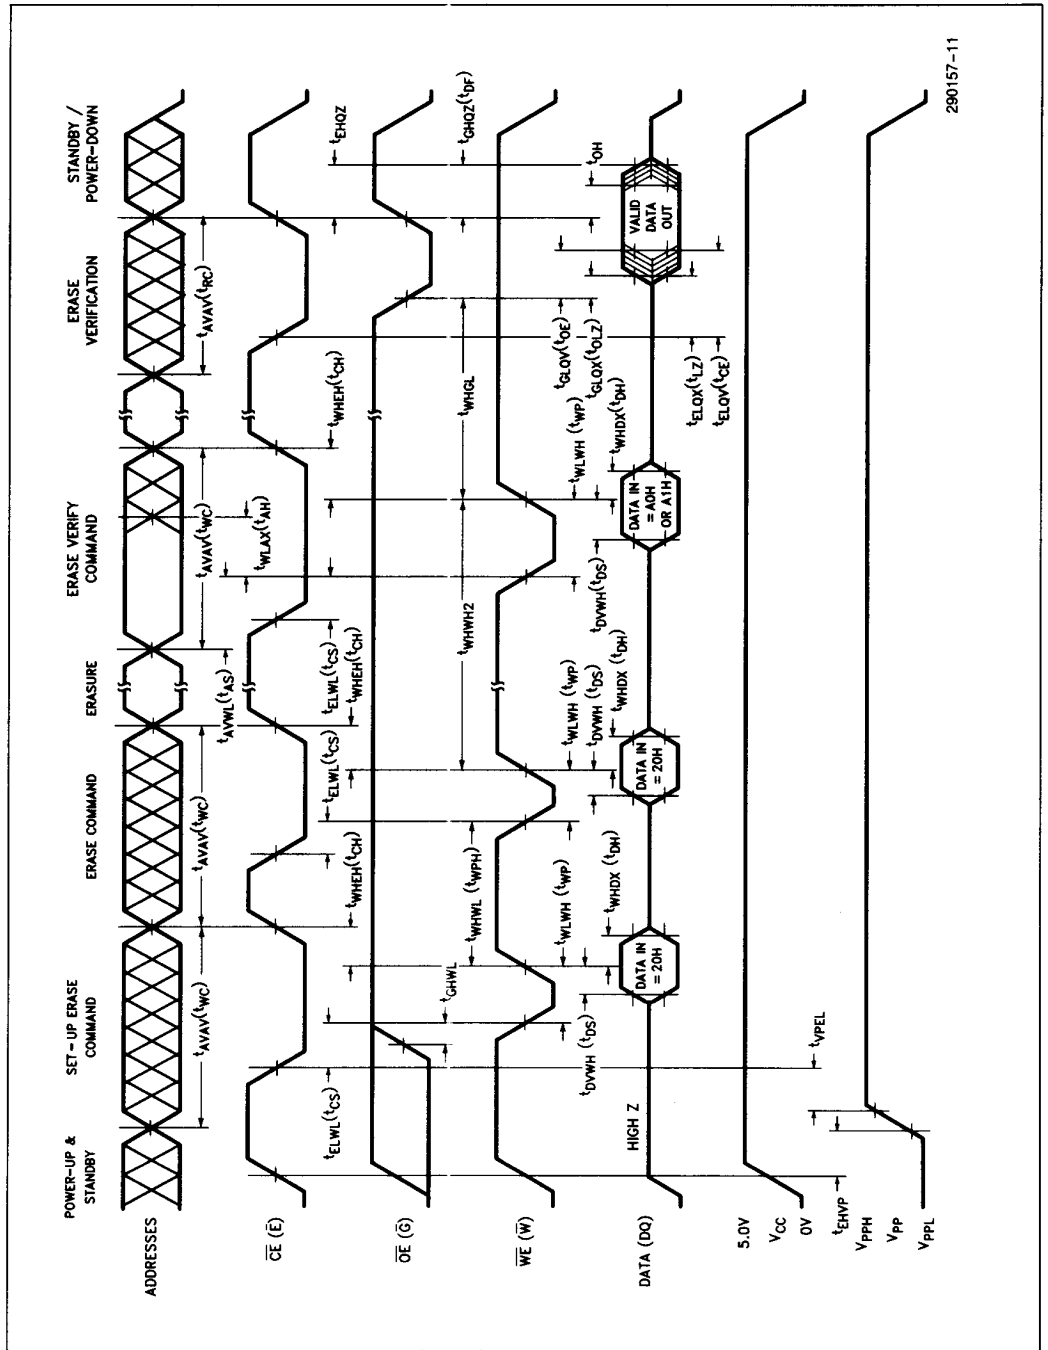 POWER-UP &
STANDBY
SET-UP ERASE
COMMAND
ERASE COMMAND
ERASURE
ERASE VERIFY
COMMAND
ERASE
VERIFICATION
STANDBY /
POWER-DOWN
ADDRESSES
tAVAV(tWC)
tAVAV(tWC)
tAVAV(tWC)
tAVAV(tRC)
tAVWL(tAS)
tWLAX(tAH)
CE (E)
tELWL(tCS)
tWHEH(tCH)
tELWL(tCS)
tWHEH(tCH)
tELWL(tCS)
tWHEH(tCH)
tEHQZ
OE (G)
tGHWL
tWHWL (tWPH)
tWHWH2
tWHGL
tGHQZ(tDF)
WE (W)
tDVWH (tDS)
tWLWH (tWP)
tWHDX (tDH)
tWLWH (tWP)
tDVWH (tDS)
tWHDX (tDH)
tDVWH(tDS)
tWLWH (tWP)
tWHDX(tDH)
tGLQV(tOE)
tGLQX(tOLZ)
tOH
DATA (DQ)
HIGH Z
DATA IN
= 20H
DATA IN
= 20H
DATA IN
= A0H
OR A1H
VALID
DATA
OUT
tELQX(tLZ)
tELQV(tCE)
5.0V
VCC
0V
tVPEL
tEHVP
VPPH
VPP
VPPL
290157-11